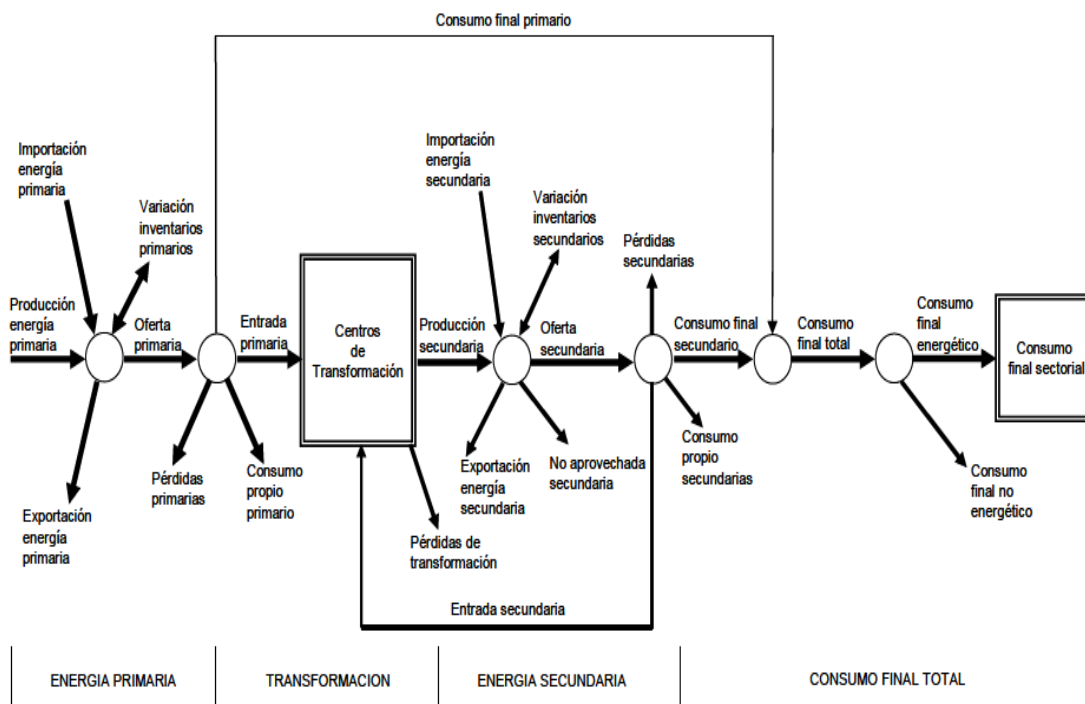 Consumo final primario
Importación
energía
primaria
Variación
inventarios
primarios
Importación
energía
secundaria
Variación
inventarios
secundarios
Pérdidas
secundarias
Producción
energía
primaria
Oferta
primaria
Entrada
primaria
Centros
de
Transformación
Producción
secundaria
Oferta
secundaria
Consumo final
secundario
Consumo
final total
Consumo
final
energético
Consumo
final sectorial
Exportación
energía
primaria
Pérdidas
primarias
Consumo
propio
primario
Pérdidas de
transformación
Exportación
energía
secundaria
No aprovechada
secundaria
Consumo
propio
secundarias
Consumo
final no
energético
Entrada secundaria
ENERGIA PRIMARIA
TRANSFORMACION
ENERGIA SECUNDARIA
CONSUMO FINAL TOTAL